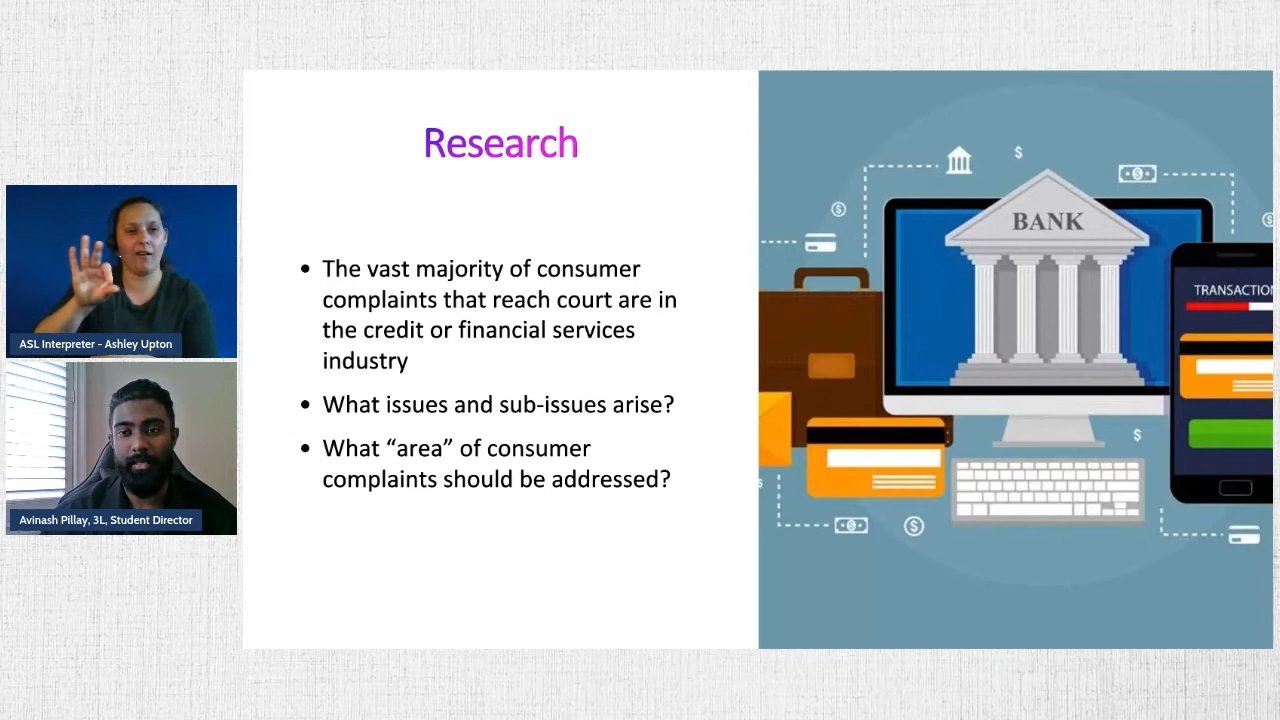 Research
• The vast majority of consumer
complaints that reach court are in
the credit or financial services
industry
• What issues and sub-issues arise?
• What “area” of consumer
complaints should be addressed?
ASL Interpreter - Ashley Upton
Avinash Pillay, 3L, Student Director
BANK
TRANSACTION